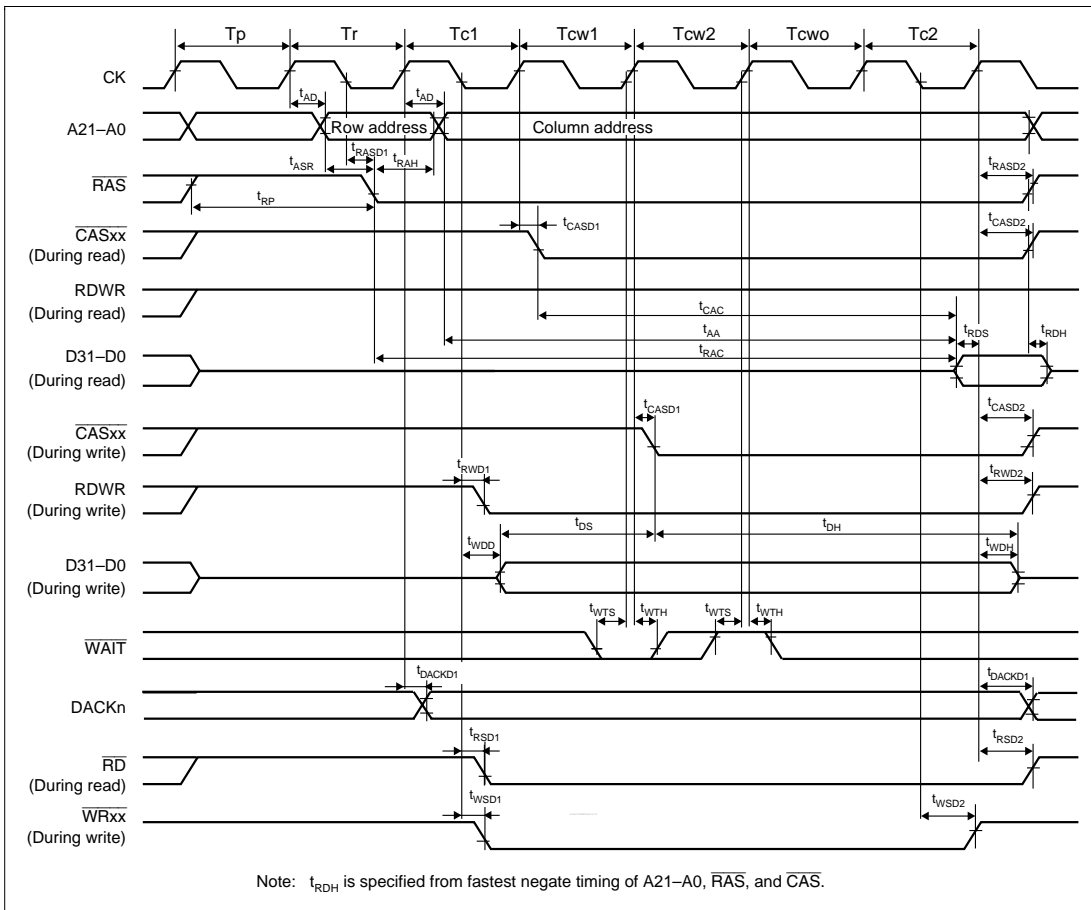 Tp Tr Tc1 Tcw1 Tcw2 Tcwo Tc2
CK
tAD tAD
A21–A0 Row address Column address
tRASD1
tASR tRAH tRASD2
RAS
tRP
tCASD1 tCASD2
CASxx
(During read)
RDWR
(During read)
tCAC
tAA tRDS tRDH
tRAC
D31–D0
(During read)
tCASD1 tCASD2
CASxx
(During write)
tRWD1 tRWD2
RDWR
(During write)
tDS tDH
tWDD tWDH
D31–D0
(During write)
tWTS tWTH tWTS tWTH
WAIT
tDACKD1 tDACKD1
DACKn
tRSD1 tRSD2
RD
(During read)
tWSD1 tWSD2
WRxx
(During write)
Note: tRDH is specified from fastest negate timing of A21–A0, RAS, and CAS.